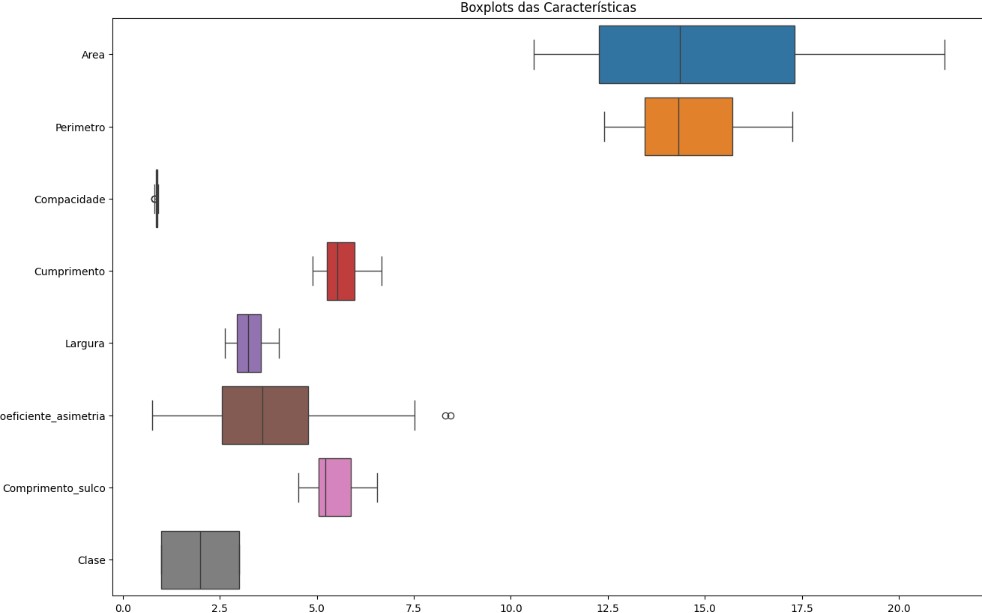 Boxplots das Características
Area
Perimetro
Compacidade
Cumprimento
Largura
oeficiente_asimetria
Comprimento_sulco
Clase
0.0 2.5 5.0 7.5 10.0 12.5 15.0 17.5 20.0